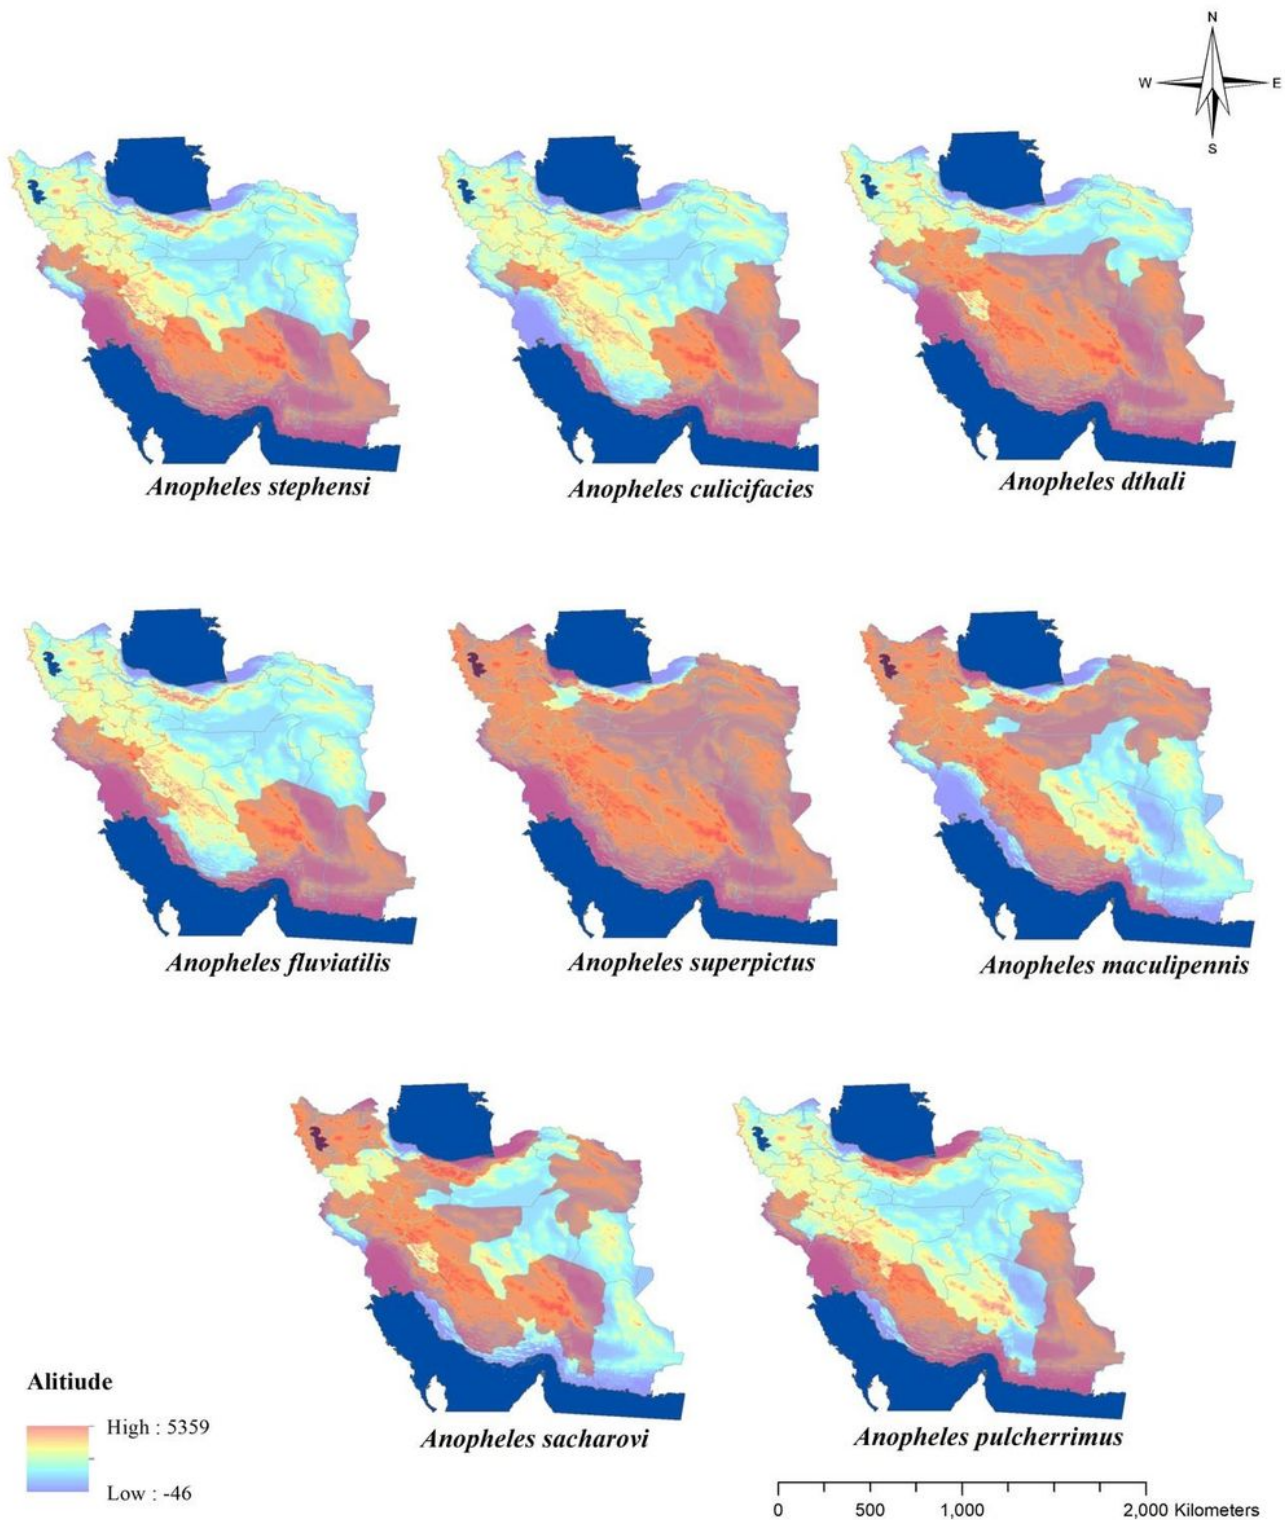 N
W E
S
Anopheles stephensi
Anopheles culicifacies
Anopheles dthali
Anopheles fluviatilis
Anopheles superpictus
Anopheles maculipennis
Anopheles sacharovi
Anopheles pulcherrimus
Alitiude
High : 5359
Low : -46
0 500 1,000 2,000 Kilometers